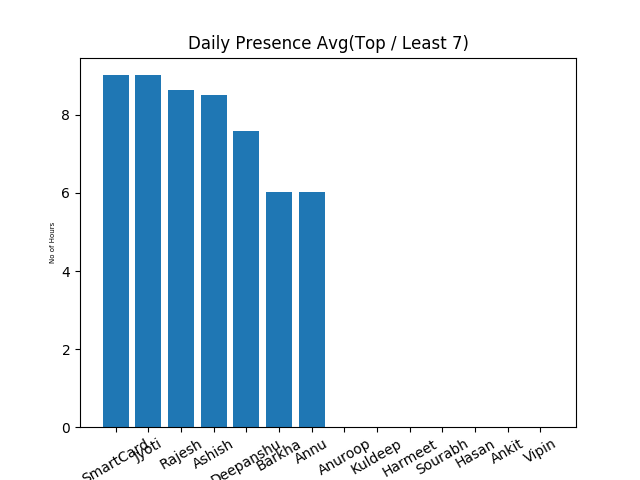 Daily Presence Avg(Top / Least 7)
No of Hours
8
6
4
2
0
SmartCard
Jyoti
Rajesh
Ashish
Deepanshu
Barkha
Annu
Anuroop
Kuldeep
Harmeet
Sourabh
Hasan
Ankit
Vipin